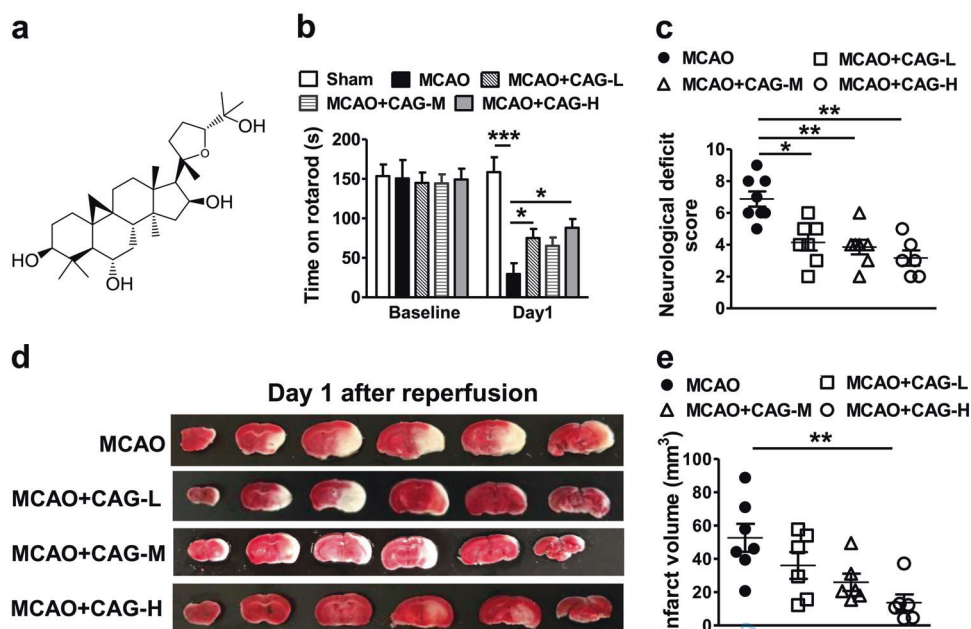 a
OH
O
OH
HO
OH
b
Sham MCAO MCAO+CAG-L
MCAO+CAG-M MCAO+CAG-H
Time on rotarod (s)
200
150
100
50
0
***
*
*
Baseline Day1
c
MCAO MCAO+CAG-L
MCAO+CAG-M MCAO+CAG-H
Neurological deficit
score
10
8
6
4
2
0
**
**
*
d
Day 1 after reperfusion
MCAO
MCAO+CAG-L
MCAO+CAG-M
MCAO+CAG-H
e
MCAO MCAO+CAG-L
MCAO+CAG-M MCAO+CAG-H
nfarct volume (mm3)
100
80
60
40
20
0
**